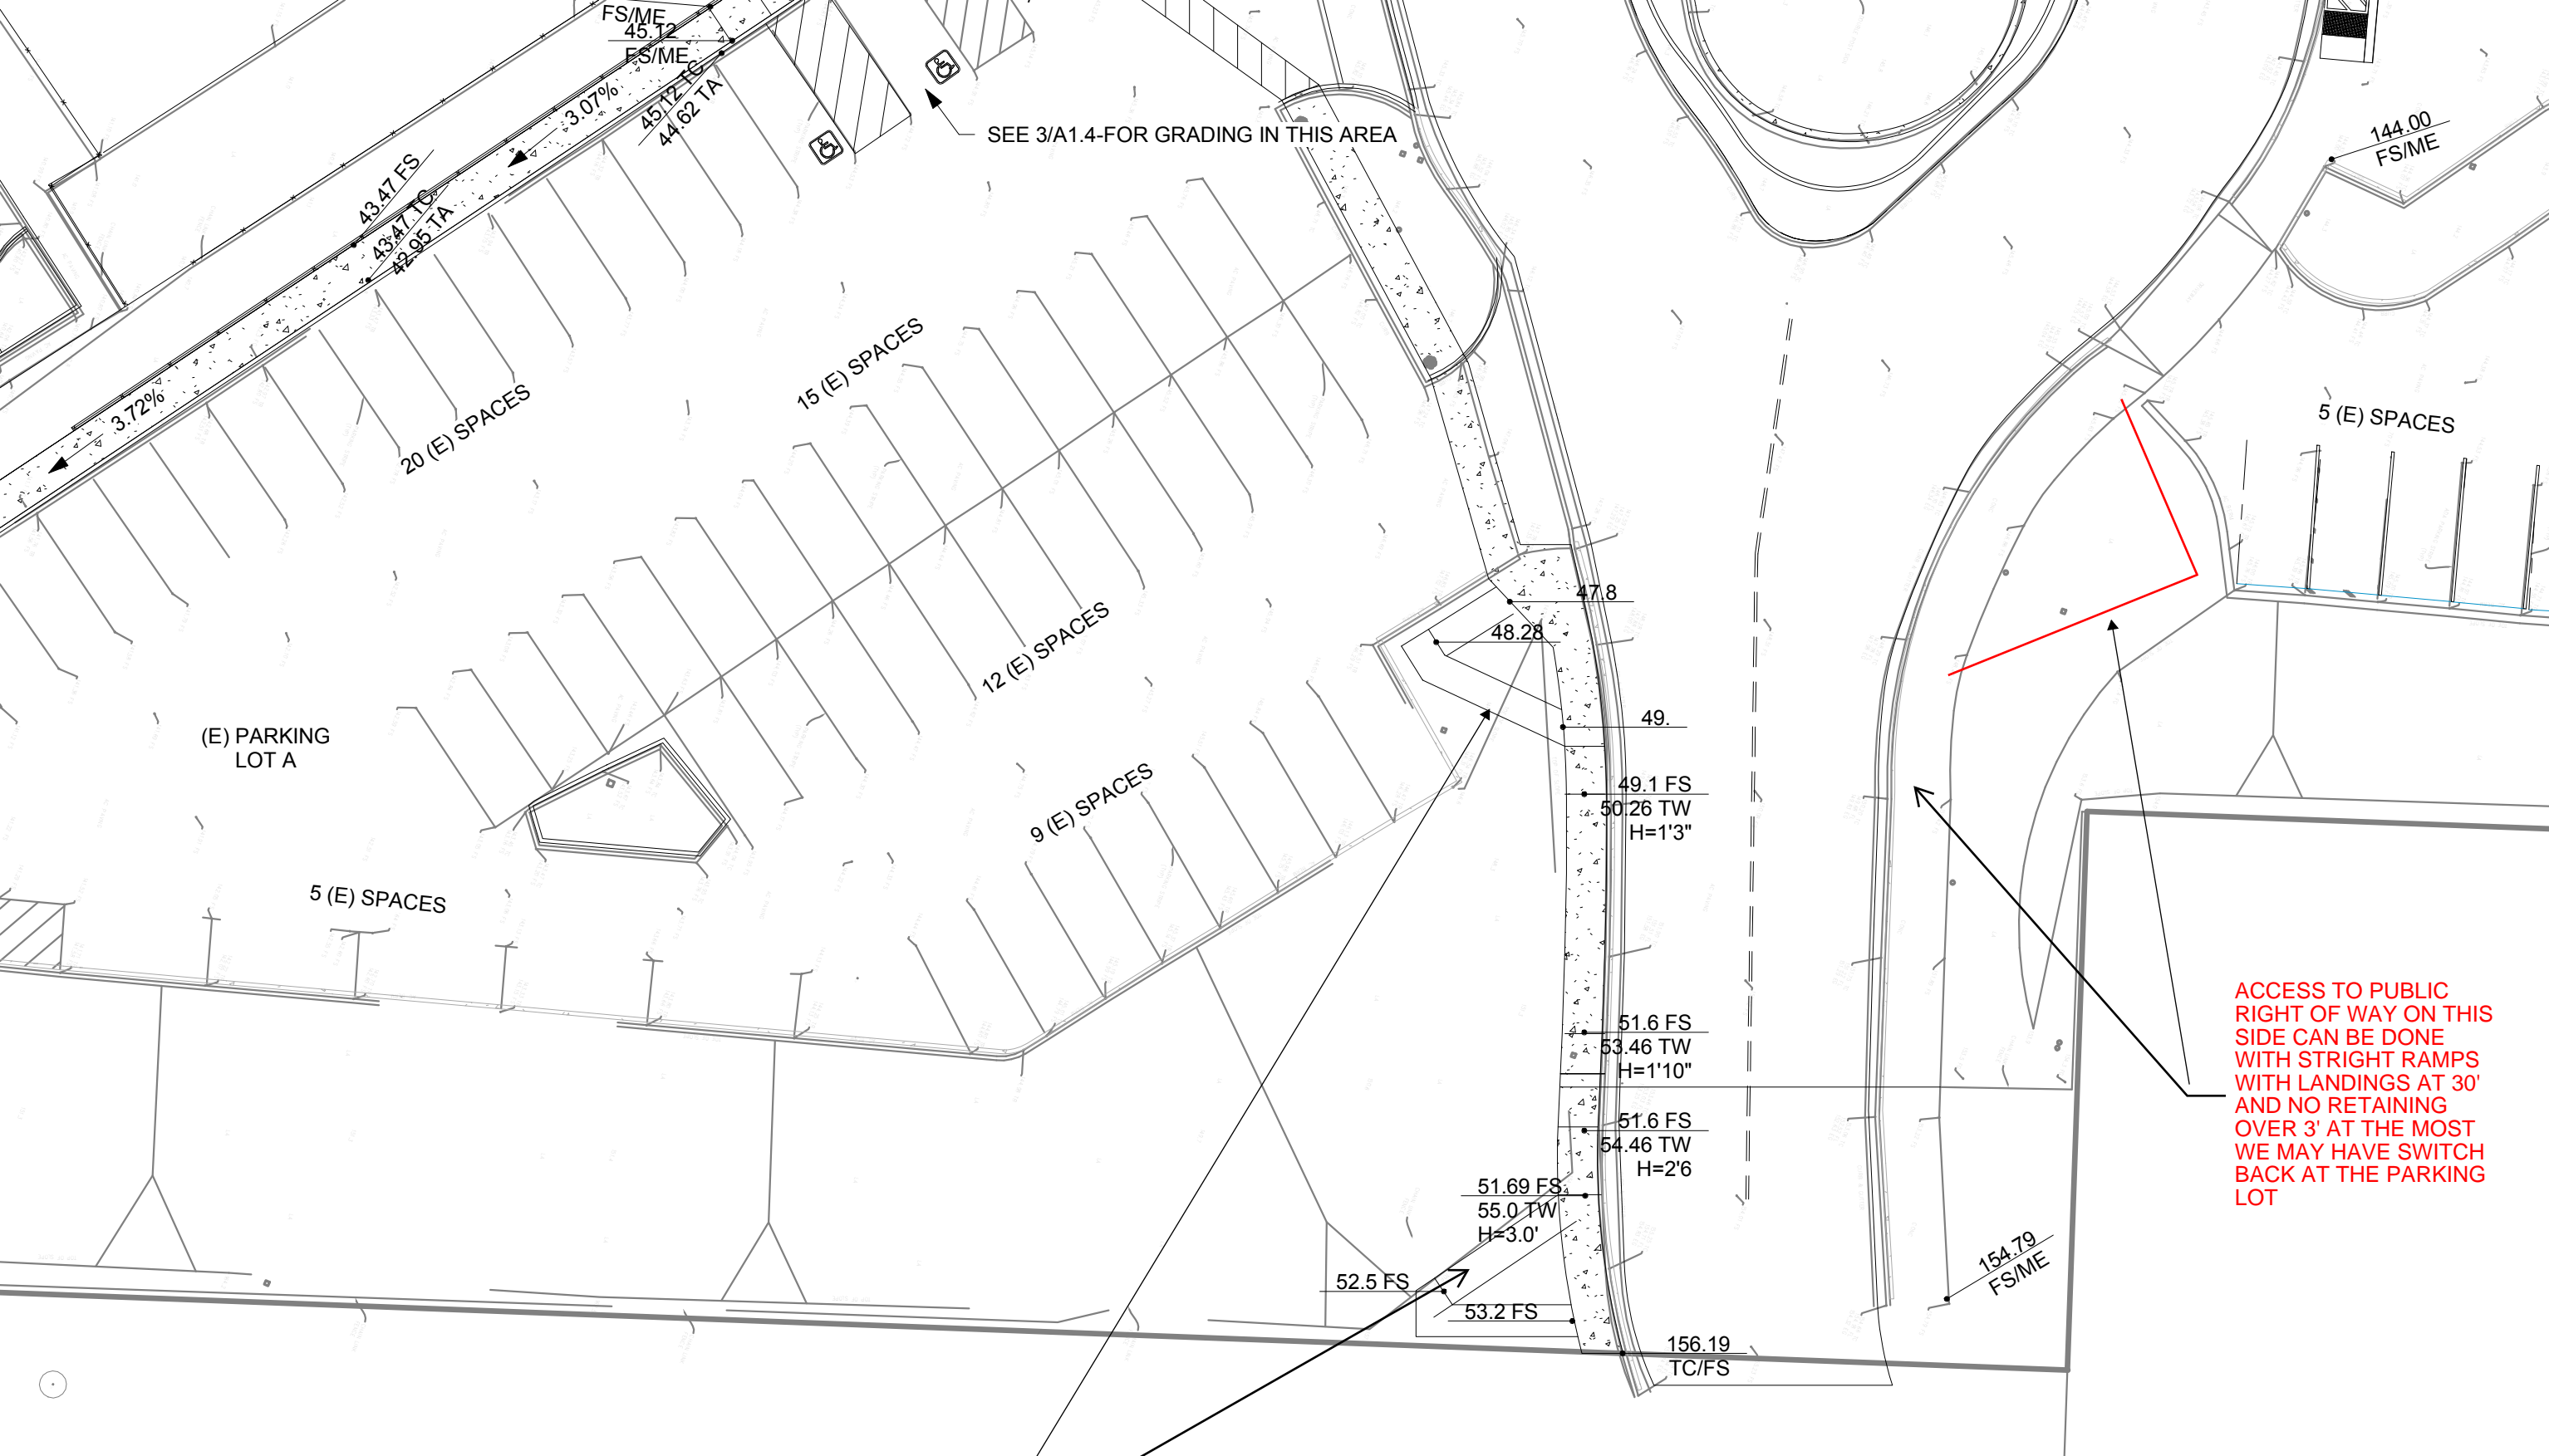 FS/ME
45.12
FS/ME
45.12 TC
44.62 TA
3.07%
43.47 FS
43.47 TC
42.95 TA
3.72%
SEE 3/A1.4-FOR GRADING IN THIS AREA
144.00
FS/ME
20 (E) SPACES
15 (E) SPACES
5 (E) SPACES
12 (E) SPACES
9 (E) SPACES
(E) PARKING
LOT A
5 (E) SPACES
47.8
48.28
49.
49.1 FS
50.26 TW
H=1'3"
51.6 FS
53.46 TW
H=1'10"
51.6 FS
54.46 TW
H=2'6
51.69 FS
55.0 TW
H=3.0'
52.5 FS
53.2 FS
156.19
TC/FS
154.79
FS/ME
ACCESS TO PUBLIC
RIGHT OF WAY ON THIS
SIDE CAN BE DONE
WITH STRIGHT RAMPS
WITH LANDINGS AT 30'
AND NO RETAINING
OVER 3' AT THE MOST
WE MAY HAVE SWITCH
BACK AT THE PARKING
LOT